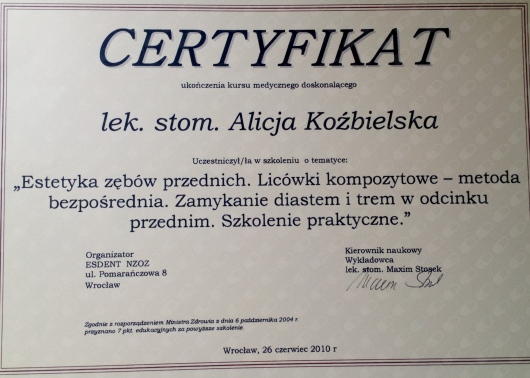 CERTYFIKAT
ukończenia kursu medycznego doskonalącego
lek. stom. Alicja Koźbielska
Uczestniczył/ła w szkoleniu o tematyce:
„Estetyka zębów przednich. Licówki kompozytowe – metoda
bezpośrednia. Zamykanie diastem i trem w odcinku
przednim. Szkolenie praktyczne.”
Organizator
ESDENT NZOZ
ul. Pomarańczowa 8
Wrocław
Kierownik naukowy
Wykładowca
lek. stom. Maxim Stosek
Zgodnie z rozporządzeniem Ministra Zdrowia z dnia 6 października 2004 r.
przyznano 7 pkt. edukacyjnych za powyższe szkolenie.
Wrocław, 26 czerwiec 2010 r